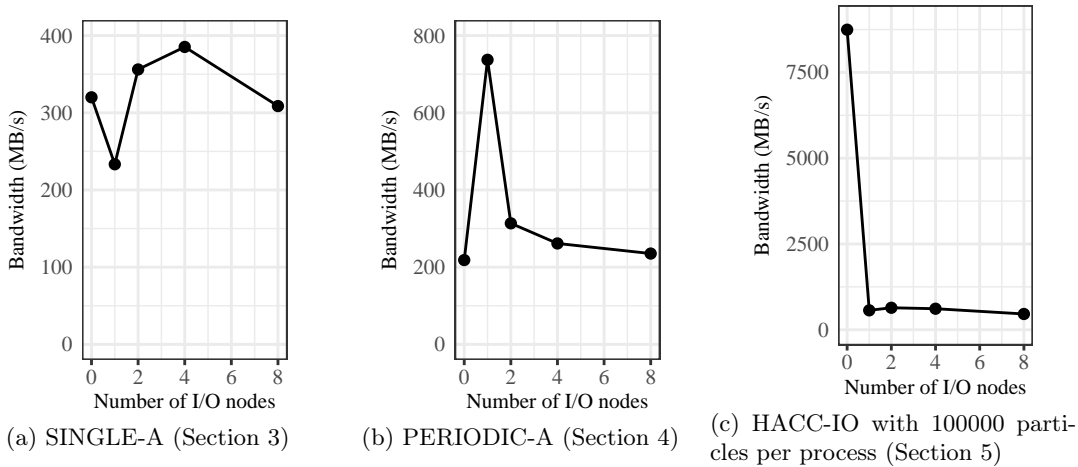 400
300
200
100
0
Bandwidth (MB/s)
0 2 4 6 8
Number of I/O nodes
(a) SINGLE-A (Section 3)
800
600
400
200
0
Bandwidth (MB/s)
0 2 4 6 8
Number of I/O nodes
(b) PERIODIC-A (Section 4)
7500
5000
2500
0
Bandwidth (MB/s)
0 2 4 6 8
Number of I/O nodes
(c) HACC-IO with 100000 parti-
cles per process (Section 5)